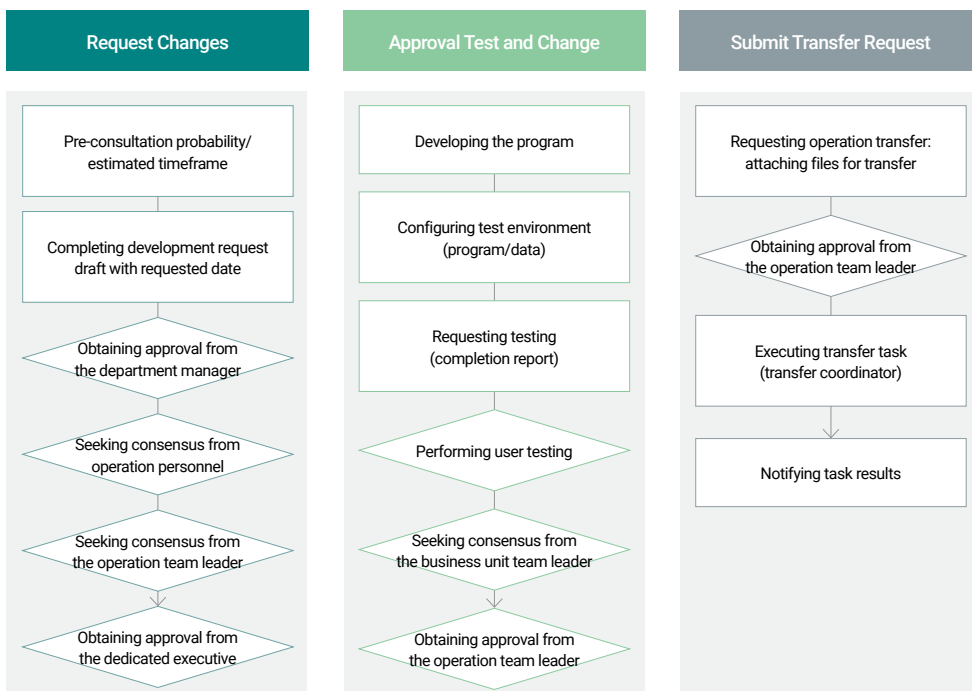 Request Changes
Pre-consultation probability/
estimated timeframe
Completing development request
draft with requested date
Obtaining approval from
the department manager
Seeking consensus from
operation personnel
Seeking consensus from
the operation team leader
Obtaining approval from
the dedicated executive
Approval Test and Change
Developing the program
Configuring test environment
(program/data)
Requesting testing
(completion report)
Performing user testing
Seeking consensus from
the business unit team leader
Obtaining approval from
the operation team leader
Submit Transfer Request
Requesting operation transfer:
attaching files for transfer
Obtaining approval from
the operation team leader
Executing transfer task
(transfer coordinator)
Notifying task results